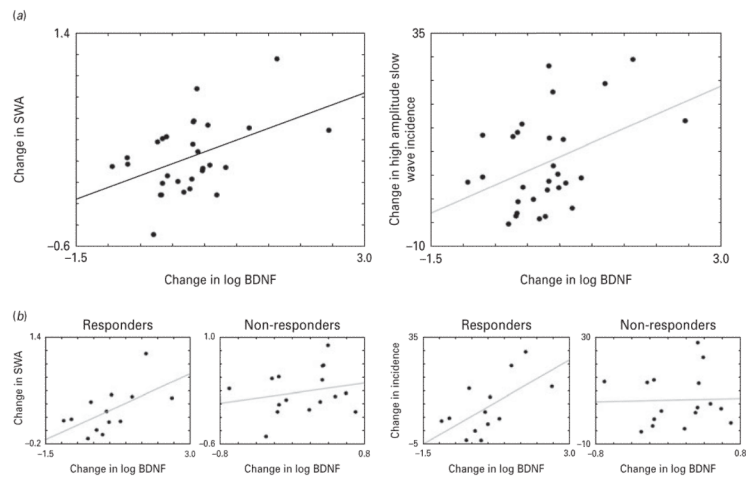 (a)
1.4
Change in SWA
−0.6
−1.5
3.0
Change in log BDNF
35
Change in high amplitude slow
wave incidence
−10
−1.5
3.0
Change in log BDNF
(b)
Responders
1.4
Change in SWA
−0.2
−1.5
3.0
Change in log BDNF
Non-responders
1.0
−0.6
−0.8
0.8
Change in log BDNF
Responders
35
Change in incidence
−5
−1.5
3.0
Change in log BDNF
Non-responders
30
−10
−0.8
0.8
Change in log BDNF